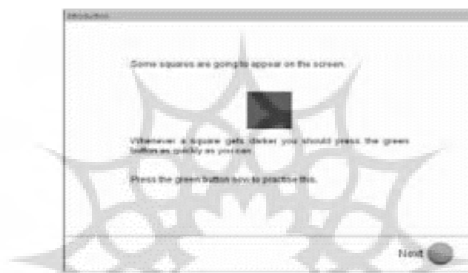 Introduction
Some squares are going to appear on the screen.
Whenever a square gets darker you should press the green
button as quickly as you can.
Press the green button now to practise this.
Next